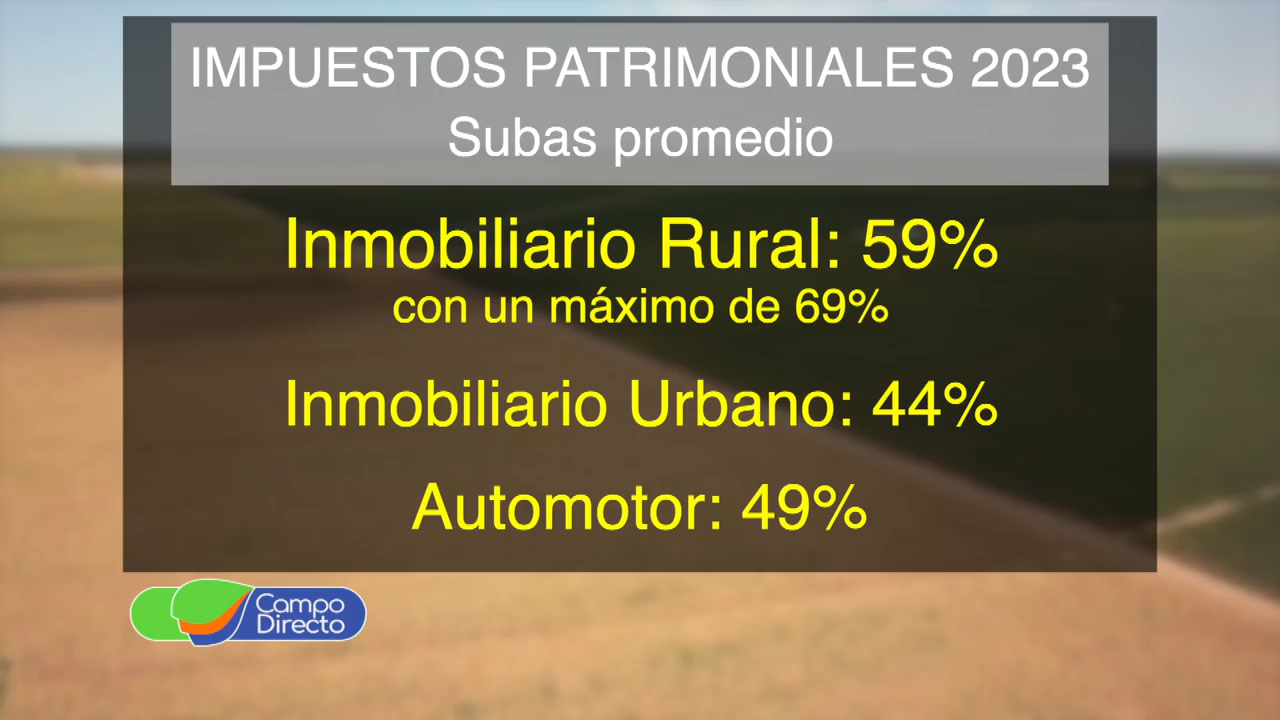 IMPUESTOS PATRIMONIALES 2023
Subas promedio
Inmobiliario Rural: 59%
con un máximo de 69%
Inmobiliario Urbano: 44%
Automotor: 49%
Campo
Directo